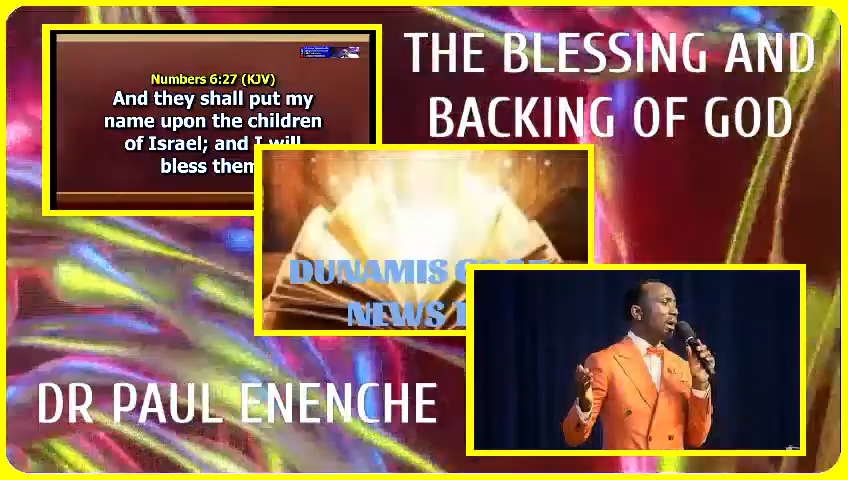 THE BLESSING AND
BACKING OF GOD
Numbers 6:27 (KJV)
And they shall put my
name upon the children
of Israel; and I will
bless them
DUNAMIS
NEWS
DR PAUL ENENCHE